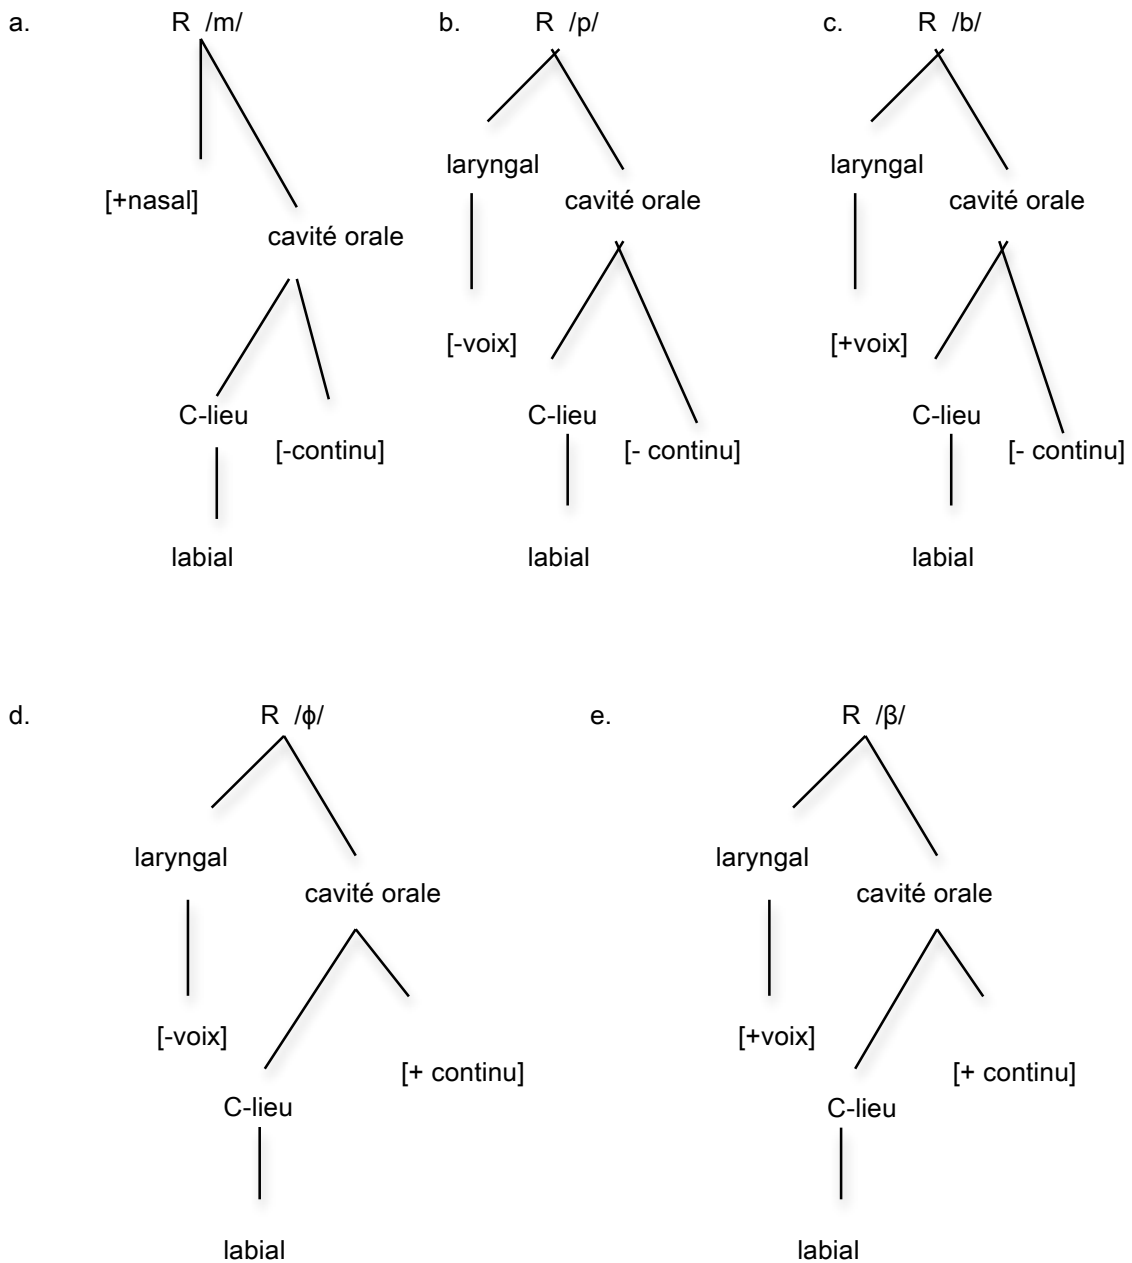 a. R /m/ b. R /p/ c. R /b/
laryngal laryngal
[+nasal] cavité orale cavité orale
cavité orale
[-voix] [+voix]
C-lieu C-lieu C-lieu
[-continu] [- continu] [- continu]
labial labial labial
d. R /ɸ/ e. R /β/
laryngal laryngal
cavité orale cavité orale
[-voix] [+voix]
[+ continu] [+ continu]
C-lieu C-lieu
labial labial